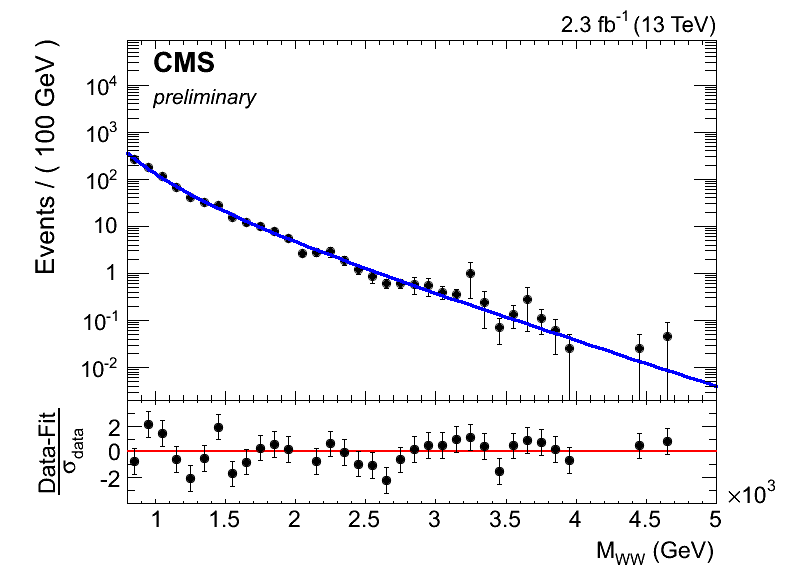 2.3 fb⁻¹ (13 TeV)
CMS
preliminary
Events / ( 100 GeV )
10⁴
10³
10²
10
1
10⁻¹
10⁻²
Data-Fit
σdata
2
0
-2
1 1.5 2 2.5 3 3.5 4 4.5 5
×10³
M_WW (GeV)